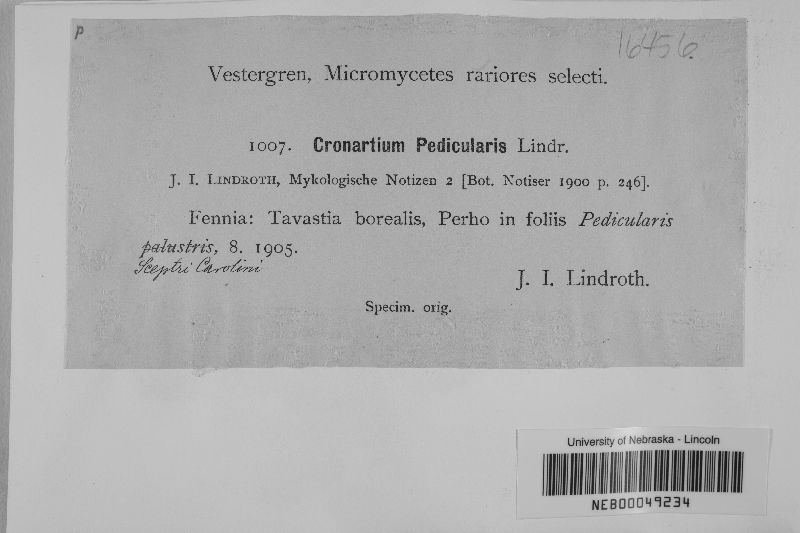 p
16456
Vestergren, Micromycetes rariores selecti.
1007. Cronartium Pedicularis Lindr.
J. I. LINDROTH, Mykologische Notizen 2 [Bot. Notiser 1900 p. 246].
Fennia: Tavastia borealis, Perho in foliis Pedicularis
palustris, 8. 1905.
Sceptri Carolini
J. I. Lindroth.
Specim. orig.
University of Nebraska - Lincoln
NEB00049234